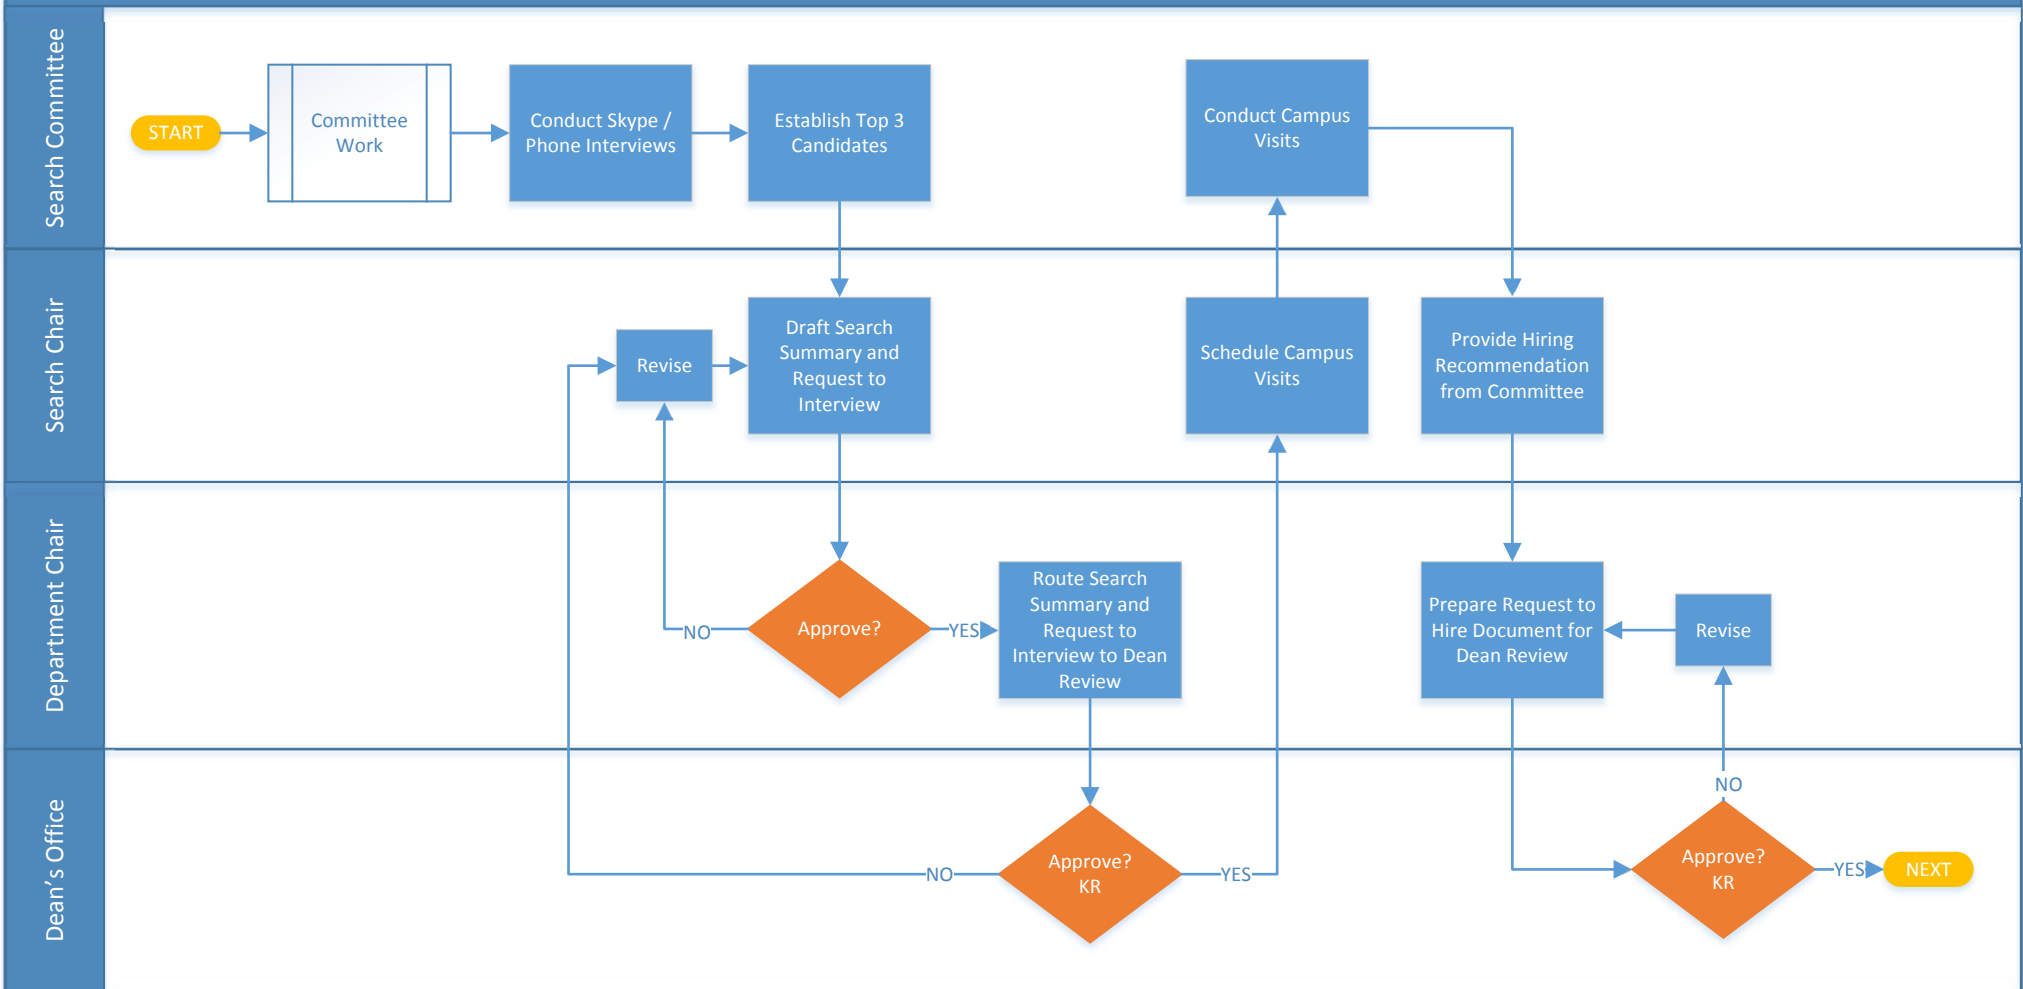 Search Committee
START
Committee
Work
Conduct Skype /
Phone Interviews
Establish Top 3
Candidates
Conduct Campus
Visits
Search Chair
Revise
Draft Search
Summary and
Request to
Interview
Schedule Campus
Visits
Provide Hiring
Recommendation
from Committee
Department Chair
NO
Approve?
YES
Route Search
Summary and
Request to
Interview to Dean
Review
Prepare Request to
Hire Document for
Dean Review
Revise
Dean’s Office
NO
Approve?
KR
YES
NO
Approve?
KR
YES
NEXT